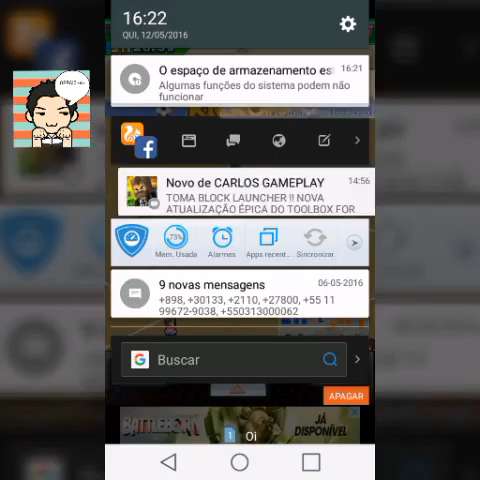 16:22
QUI, 12/05/2016
O espaço de armazenamento es 16:21
Algumas funções do sistema podem não
funcionar
Novo de CARLOS GAMEPLAY 14:56
TOMA BLOCK LAUNCHER !! NOVA
ATUALIZAÇÃO ÉPICA DO TOOLBOX FOR
73%
Mem. Usada Alarmes Apps recent.. Sincronizar
9 novas mensagens 06-05-2016
+898, +30133, +2110, +27800, +55 11
99672-9038, +550313000062
G Buscar
APAGAR
JÁ
DISPONÍVEL
1 Oi